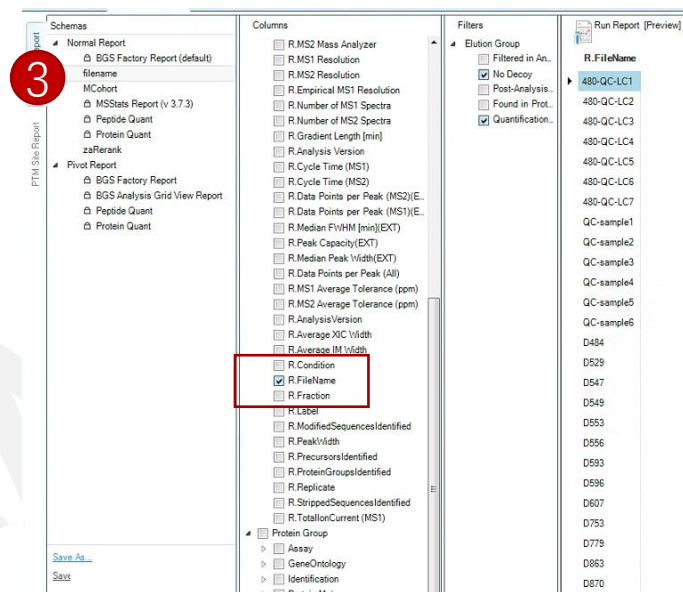 Schemas
Normal Report
BGS Factory Report (default)
filename
MCohort
MSStats Report (v 3.7.3)
Peptide Quant
Protein Quant
zaRerank
Pivot Report
BGS Factory Report
BGS Analysis Grid View Report
Peptide Quant
Protein Quant
Save As...
Save
3
PTM Site Report
Columns
R.MS2 Mass Analyzer
R.MS1 Resolution
R.MS2 Resolution
R.Empirical MS1 Resolution
R.Number of MS1 Spectra
R.Number of MS2 Spectra
R.Gradient Length [min]
R.Analysis Version
R.Cycle Time (MS1)
R.Cycle Time (MS2)
R.Data Points per Peak (MS2)(E...
R.Data Points per Peak (MS1)(E...
R.Median FWHM [min](EXT)
R.Peak Capacity(EXT)
R.Median Peak Width(EXT)
R.Data Points per Peak (All)
R.MS1 Average Tolerance (ppm)
R.MS2 Average Tolerance (ppm)
R.AnalysisVersion
R.Average XIC Width
R.Average IM Width
R.Condition
R.FileName
R.Fraction
R.Label
R.ModifiedSequencesIdentified
R.PeakWidth
R.PrecursorsIdentified
R.ProteinGroupsIdentified
R.Replicate
R.StrippedSequencesIdentified
R.TotalIonCurrent (MS1)
Protein Group
Assay
GeneOntology
Identification
Filters
Elution Group
Filtered in An...
No Decoy
Post-Analysis...
Found in Prot...
Quantification...
Run Report [Preview]
R.FileName
480-QC-LC1
480-QC-LC2
480-QC-LC3
480-QC-LC4
480-QC-LC5
480-QC-LC6
480-QC-LC7
QC-sample1
QC-sample2
QC-sample3
QC-sample4
QC-sample5
QC-sample6
D484
D529
D547
D549
D553
D556
D593
D596
D607
D753
D779
D863
D870